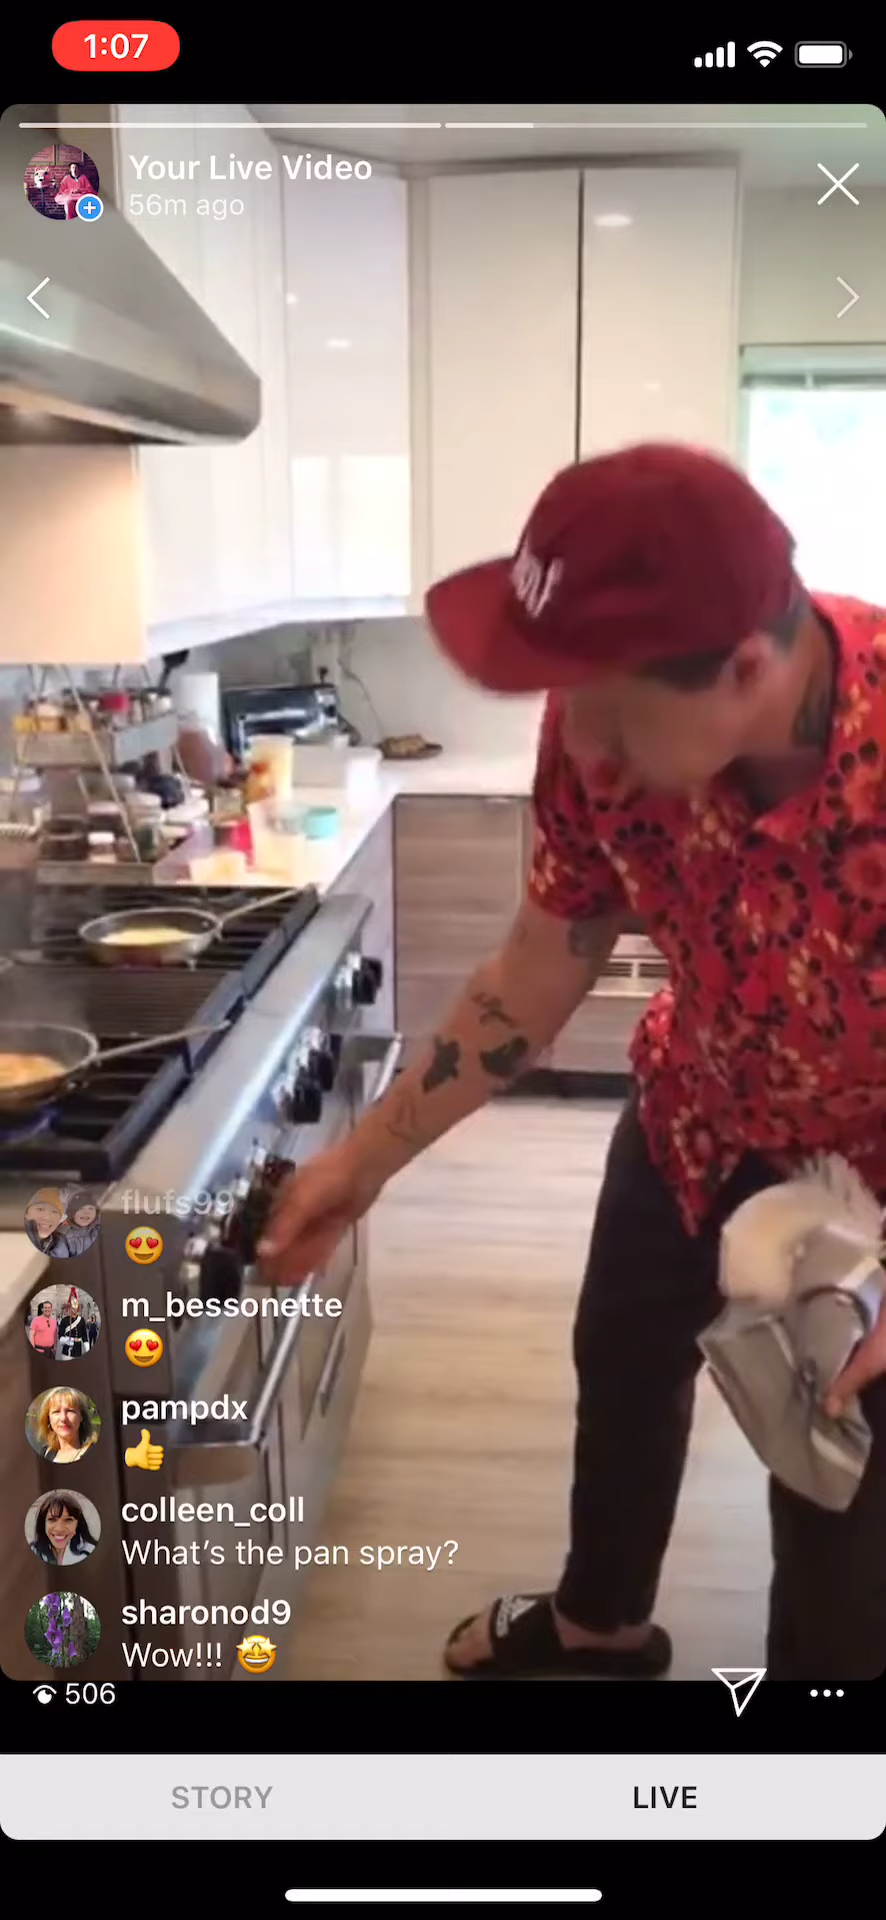 1:07
Your Live Video
56m ago
flufs99
😍
m_bessonette
😍
pampdx
👍
colleen_coll
What's the pan spray?
sharonod9
Wow!!! 🤩
506
STORY
LIVE